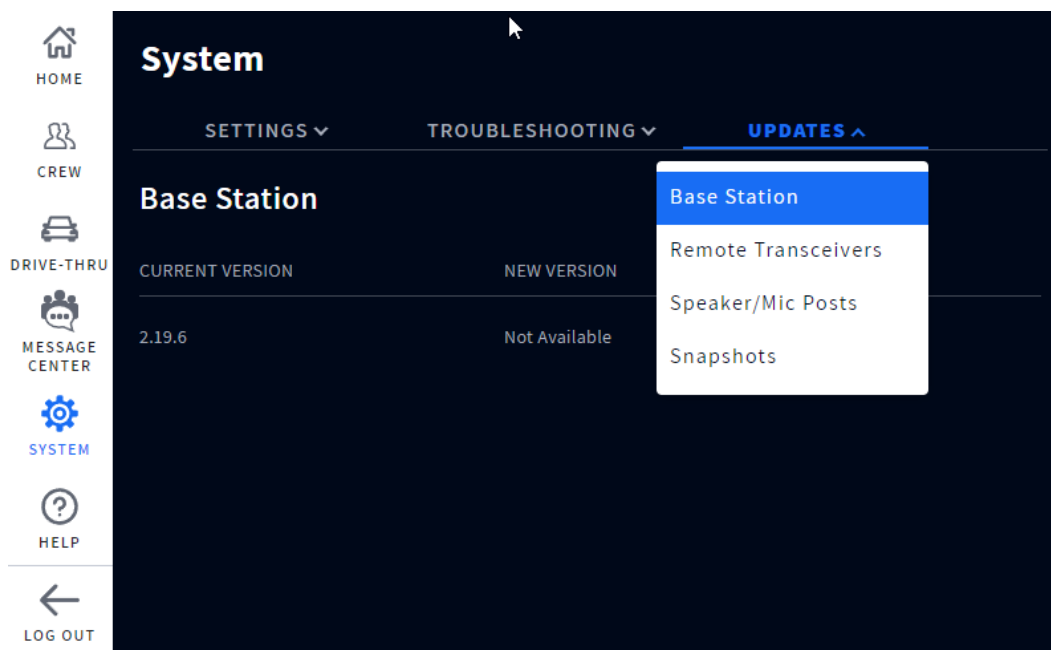 HOME
CREW
DRIVE-THRU
MESSAGE
CENTER
SYSTEM
HELP
LOG OUT
System
SETTINGS TROUBLESHOOTING UPDATES
Base Station
CURRENT VERSION NEW VERSION
2.19.6 Not Available
Base Station
Remote Transceivers
Speaker/Mic Posts
Snapshots